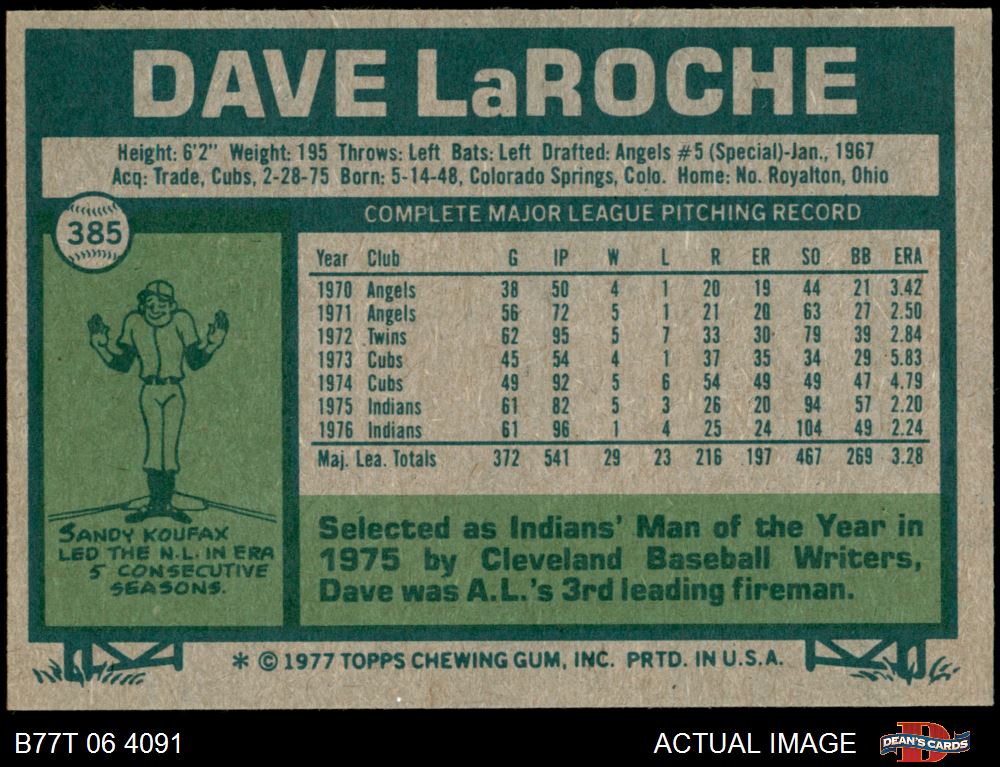 DAVE LaROCHE
Height: 6'2" Weight: 195 Throws: Left Bats: Left Drafted: Angels #5 (Special)-Jan., 1967
Acq: Trade, Cubs, 2-28-75 Born: 5-14-48, Colorado Springs, Colo. Home: No. Royalton, Ohio
385
COMPLETE MAJOR LEAGUE PITCHING RECORD
Year Club G IP W L R ER SO BB ERA
1970 Angels 38 50 4 1 20 19 44 21 3.42
1971 Angels 56 72 5 1 21 20 63 27 2.50
1972 Twins 62 95 5 7 33 30 79 39 2.84
1973 Cubs 45 54 4 1 37 35 34 29 5.83
1974 Cubs 49 92 5 6 54 49 49 47 4.79
1975 Indians 61 82 5 3 26 20 94 57 2.20
1976 Indians 61 96 1 4 25 24 104 49 2.24
Maj. Lea. Totals 372 541 29 23 216 197 467 269 3.28
SANDY KOUFAX
LED THE N.L. IN ERA
5 CONSECUTIVE
SEASONS.
Selected as Indians' Man of the Year in
1975 by Cleveland Baseball Writers,
Dave was A.L.'s 3rd leading fireman.
* © 1977 TOPPS CHEWING GUM, INC. PRTD. IN U.S.A.
B77T 06 4091
ACTUAL IMAGE
D
DEAN'S CARDS